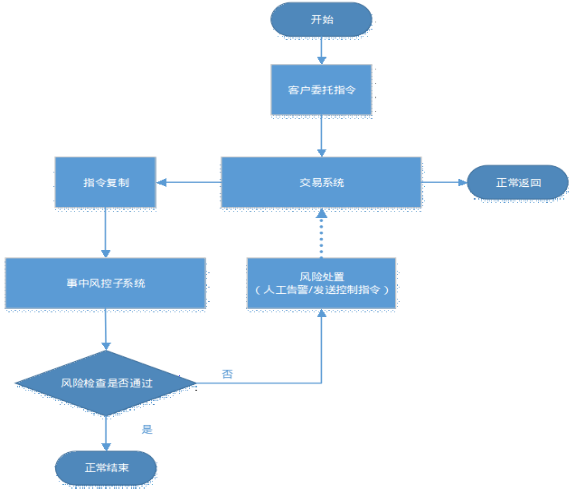 开始
客户委托指令
指令复制
交易系统
正常返回
事中风控子系统
风险处置
（人工告警/发送控制指令）
风险检查是否通过
否
是
正常结束